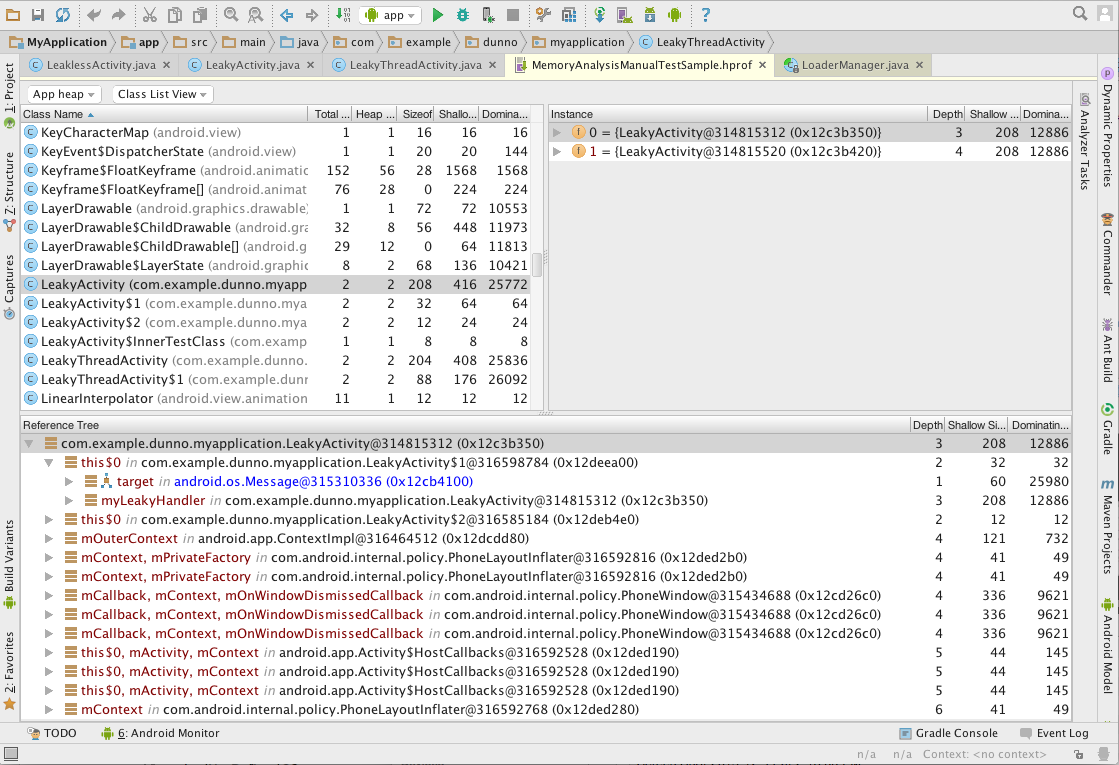 app
MyApplication app src main java com example dunno myapplication LeakyThreadActivity
LeaklessActivity.java LeakyActivity.java LeakyThreadActivity.java MemoryAnalysisManualTestSample.hprof LoaderManager.java
1: Project
Z: Structure
Captures
Build Variants
2: Favorites
App heap Class List View
Class Name Total ... Heap ... Sizeof Shallo... Domina...
KeyCharacterMap (android.view) 1 1 16 16 16
KeyEvent$DispatcherState (android.view) 1 1 20 20 144
Keyframe$FloatKeyframe (android.animatic 152 56 28 1568 1568
Keyframe$FloatKeyframe[] (android.animat 76 28 0 224 224
LayerDrawable (android.graphics.drawable) 1 1 72 72 10553
LayerDrawable$ChildDrawable (android.gra 32 8 56 448 11973
LayerDrawable$ChildDrawable[] (android.g 29 12 0 64 11813
LayerDrawable$LayerState (android.graphic 8 2 68 136 10421
LeakyActivity (com.example.dunno.myapp 2 2 208 416 25772
LeakyActivity$1 (com.example.dunno.mya 2 2 32 64 64
LeakyActivity$2 (com.example.dunno.mya 2 2 12 24 24
LeakyActivity$InnerTestClass (com.examp 1 1 8 8 8
LeakyThreadActivity (com.example.dunno. 2 2 204 408 25836
LeakyThreadActivity$1 (com.example.dunr 2 2 88 176 26092
LinearInterpolator (android.view.animation 11 1 12 12 12
Instance Depth Shallow ... Domina...
0 = {LeakyActivity@314815312 (0x12c3b350)} 3 208 12886
1 = {LeakyActivity@314815520 (0x12c3b420)} 4 208 12886
Analyzer Tasks
Dynamic Properties
Commander
Ant Build
Gradle
Maven Projects
Android Model
Reference Tree Depth Shallow Si... Dominatin...
com.example.dunno.myapplication.LeakyActivity@314815312 (0x12c3b350) 3 208 12886
this$0 in com.example.dunno.myapplication.LeakyActivity$1@316598784 (0x12deea00) 2 32 32
target in android.os.Message@315310336 (0x12cb4100) 1 60 25980
myLeakyHandler in com.example.dunno.myapplication.LeakyActivity@314815312 (0x12c3b350) 3 208 12886
this$0 in com.example.dunno.myapplication.LeakyActivity$2@316585184 (0x12deb4e0) 2 12 12
mOuterContext in android.app.ContextImpl@316464512 (0x12dcdd80) 4 121 732
mContext, mPrivateFactory in com.android.internal.policy.PhoneLayoutInflater@316592816 (0x12ded2b0) 4 41 49
mContext, mPrivateFactory in com.android.internal.policy.PhoneLayoutInflater@316592816 (0x12ded2b0) 4 41 49
mCallback, mContext, mOnWindowDismissedCallback in com.android.internal.policy.PhoneWindow@315434688 (0x12cd26c0) 4 336 9621
mCallback, mContext, mOnWindowDismissedCallback in com.android.internal.policy.PhoneWindow@315434688 (0x12cd26c0) 4 336 9621
mCallback, mContext, mOnWindowDismissedCallback in com.android.internal.policy.PhoneWindow@315434688 (0x12cd26c0) 4 336 9621
this$0, mActivity, mContext in android.app.Activity$HostCallbacks@316592528 (0x12ded190) 5 44 145
this$0, mActivity, mContext in android.app.Activity$HostCallbacks@316592528 (0x12ded190) 5 44 145
this$0, mActivity, mContext in android.app.Activity$HostCallbacks@316592528 (0x12ded190) 5 44 145
mContext in com.android.internal.policy.PhoneLayoutInflater@316592768 (0x12ded280) 6 41 49
TODO 6: Android Monitor Gradle Console Event Log
n/a n/a Context: <no context>